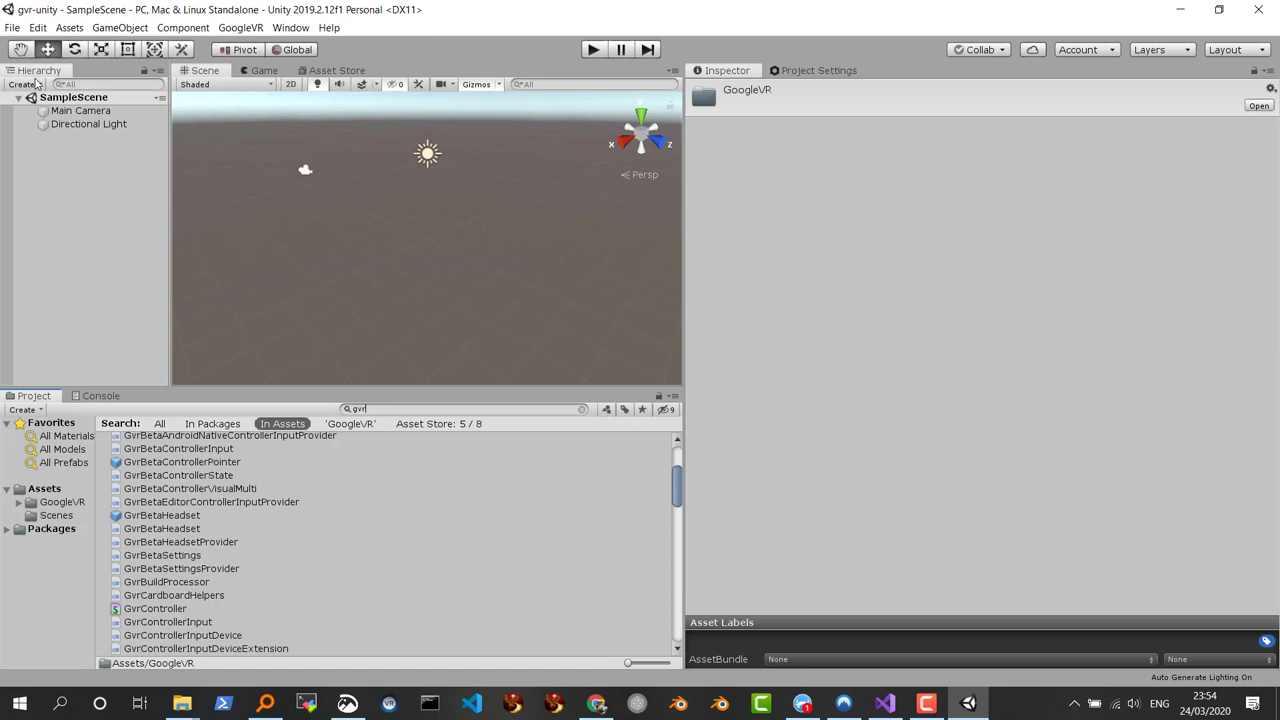 gvr-unity - SampleScene - PC, Mac & Linux Standalone - Unity 2019.2.12f1 Personal <DX11>
File Edit Assets GameObject Component GoogleVR Window Help
Pivot Global Collab Account Layers Layout
Hierarchy Scene Game Asset Store Inspector Project Settings
Create All Shaded 2D 0 Gizmos All
SampleScene GoogleVR
Open
Main Camera
Directional Light
y
x z
Persp
Project Console
Create gvr 9
Favorites Search: All In Packages In Assets 'GoogleVR' Asset Store: 5 / 8
All Materials GvrBetaAndroidNativeControllerInputProvider
All Models GvrBetaControllerInput
All Prefabs GvrBetaControllerPointer
GvrBetaControllerState
Assets GvrBetaControllerVisualMulti
GoogleVR GvrBetaEditorControllerInputProvider
Scenes GvrBetaHeadset
Packages GvrBetaHeadset
GvrBetaHeadsetProvider
GvrBetaSettings
GvrBetaSettingsProvider
GvrBuildProcessor
GvrCardboardHelpers
GvrController
GvrControllerInput
GvrControllerInputDevice
GvrControllerInputDeviceExtension
Assets/GoogleVR
Asset Labels
AssetBundle None None
Auto Generate Lighting On
ENG 23:54
24/03/2020